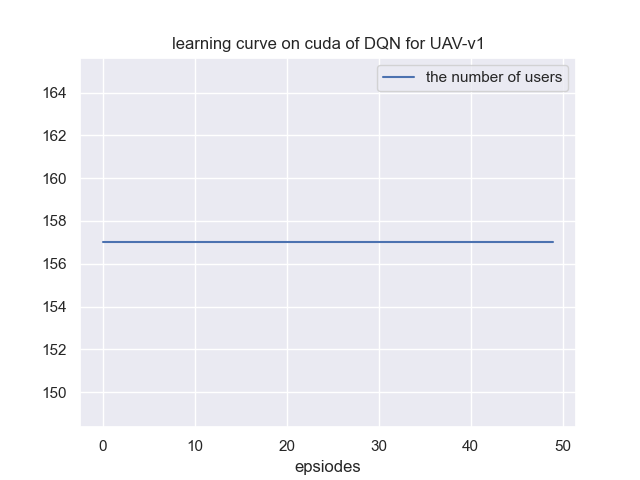 learning curve on cuda of DQN for UAV-v1
the number of users
164
162
160
158
156
154
152
150
0 10 20 30 40 50
epsiodes